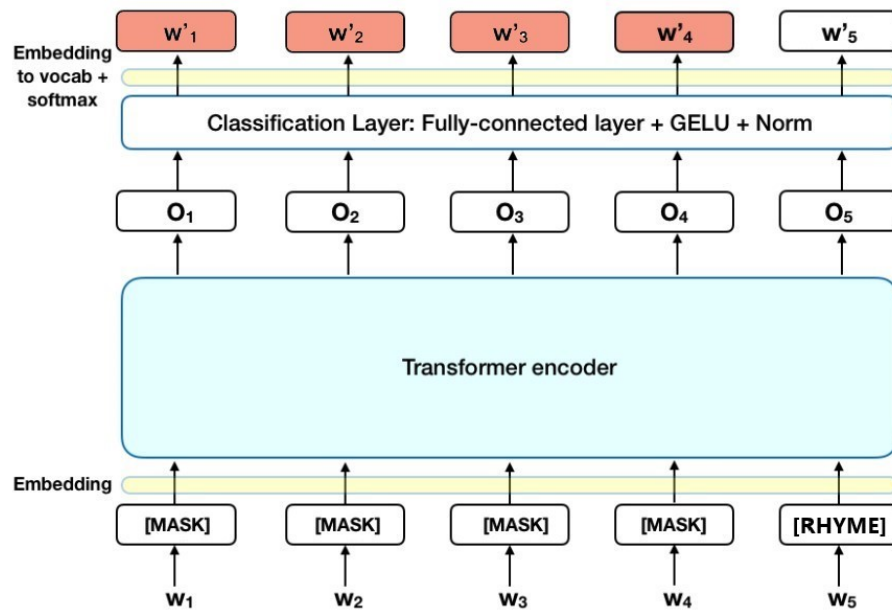 w'₁ w'₂ w'₃ w'₄ w'₅
Embedding
to vocab +
softmax
Classification Layer: Fully-connected layer + GELU + Norm
O₁ O₂ O₃ O₄ O₅
Transformer encoder
Embedding
[MASK] [MASK] [MASK] [MASK] [RHYME]
w₁ w₂ w₃ w₄ w₅